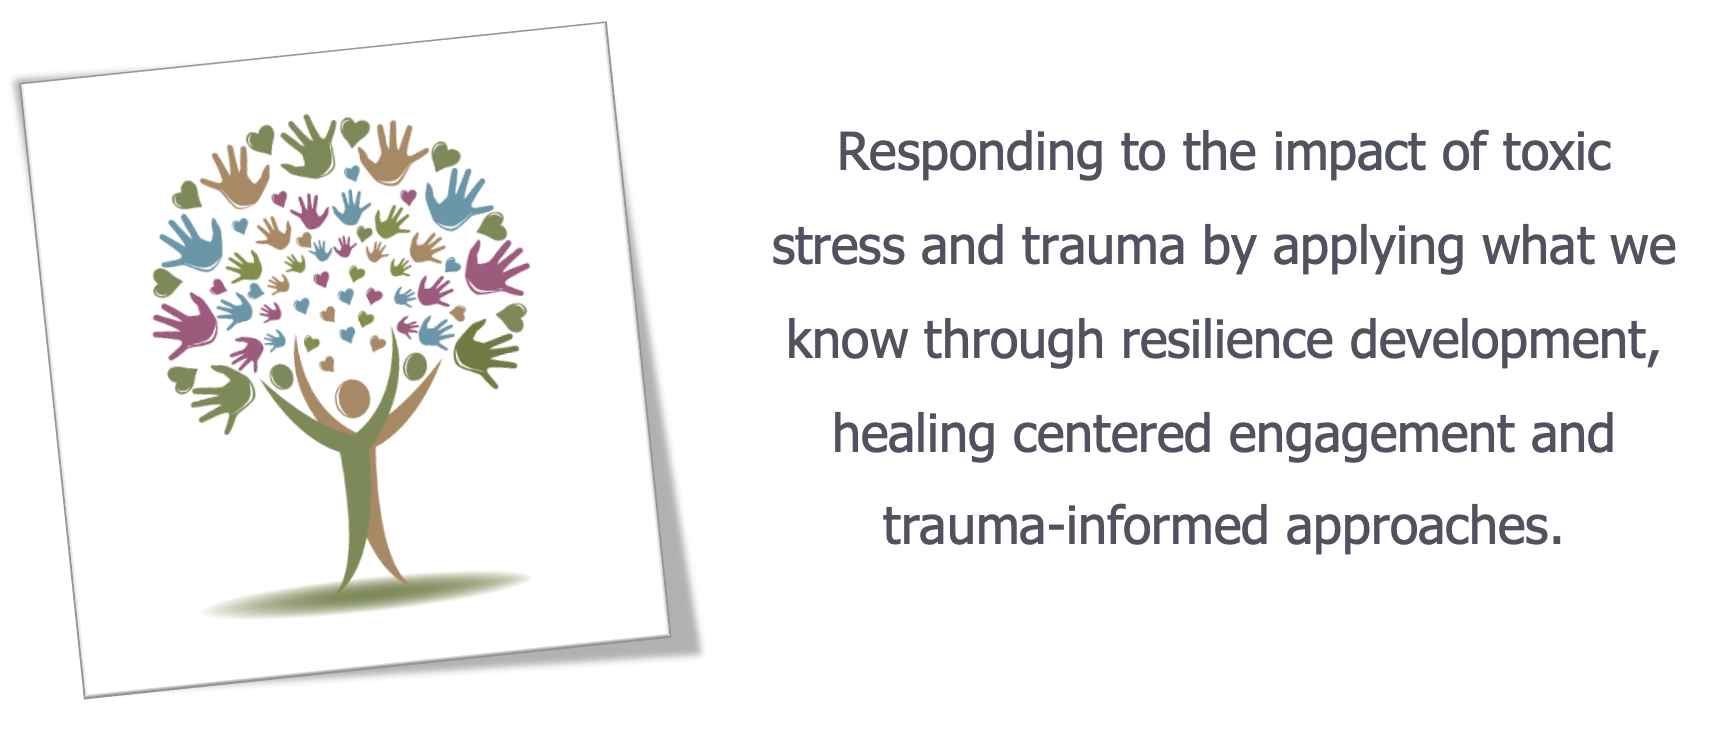 Responding to the impact of toxic
stress and trauma by applying what we
know through resilience development,
healing centered engagement and
trauma-informed approaches.